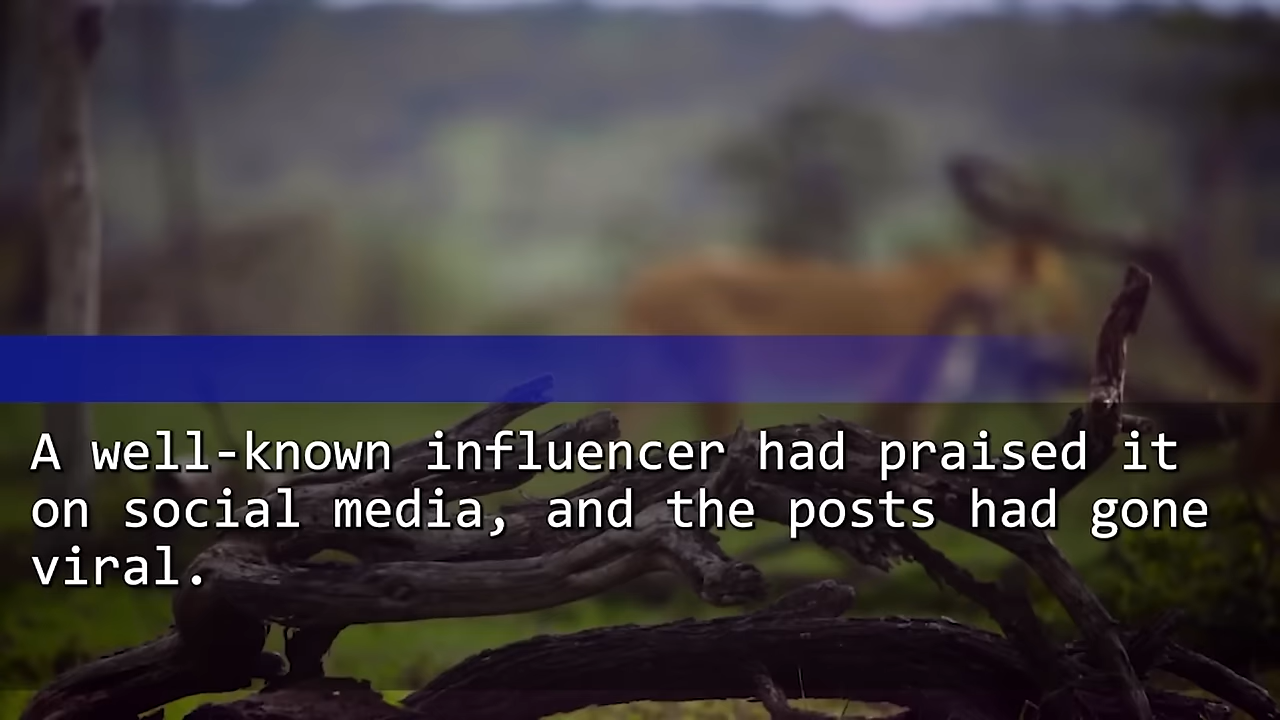 A well-known influencer had praised it
on social media, and the posts had gone
viral.